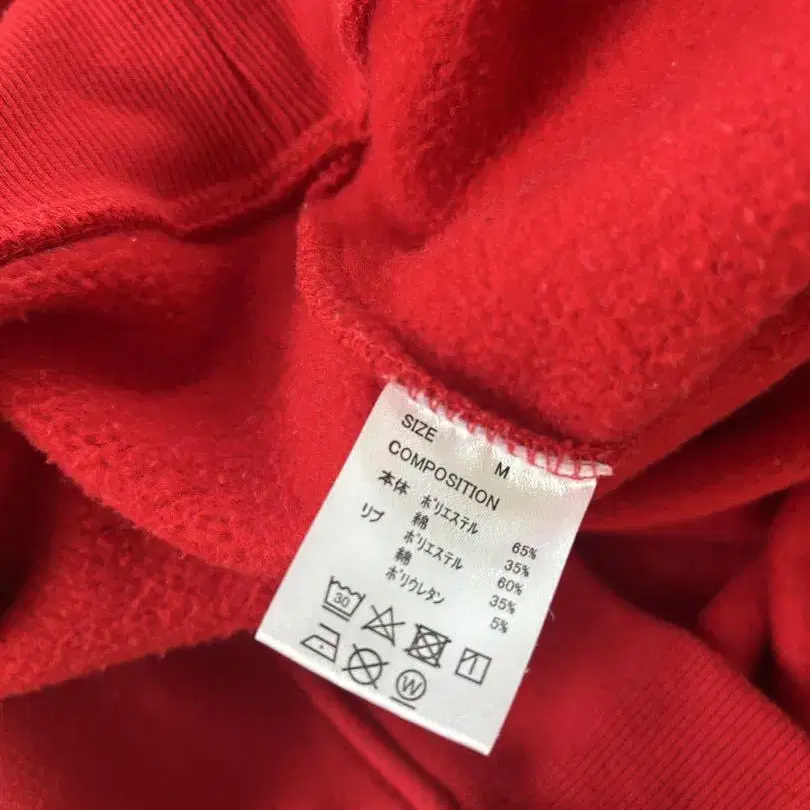 SIZE M
COMPOSITION
本体 ポリエステル 65%
綿 35%
リブ ポリエステル 60%
綿 35%
ポリウレタン 5%
30
W